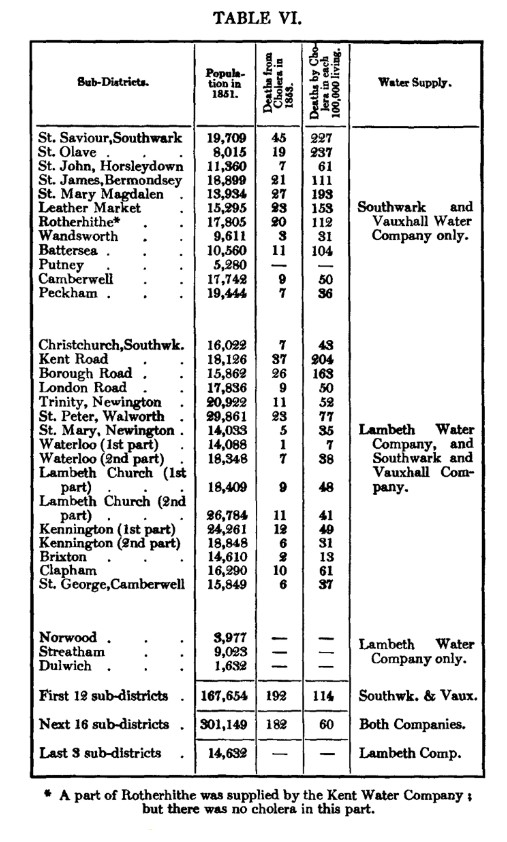 TABLE VI.
Sub-Districts. Popula-tion in 1851. Deaths from Cholera in 1853. Deaths by Cho-lera in each 100,000 living. Water Supply.
St. Saviour,Southwark 19,709 45 227
St. Olave . . . 8,015 19 237
St. John, Horsleydown 11,360 7 61
St. James,Bermondsey 18,899 21 111
St. Mary Magdalen . 13,934 27 193
Leather Market . 15,295 23 153 Southwark and
Rotherhithe* . . 17,805 20 112 Vauxhall Water
Wandsworth . . 9,611 3 31 Company only.
Battersea . . . 10,560 11 104
Putney . . . 5,280 — —
Camberwell . . 17,742 9 50
Peckham . . . 19,444 7 36
Christchurch,Southwk. 16,022 7 43
Kent Road . . 18,126 37 204
Borough Road . . 15,862 26 163
London Road . . 17,836 9 50
Trinity, Newington . 20,922 11 52
St. Peter, Walworth . 29,861 23 77
St. Mary, Newington . 14,033 5 35 Lambeth Water
Waterloo (1st part) . 14,088 1 7 Company, and
Waterloo (2nd part) . 18,348 7 38 Southwark and
Lambeth Church (1st Vauxhall Com-
part) . . . 18,409 9 48 pany.
Lambeth Church (2nd
part) . . . 26,784 11 41
Kennington (1st part) 24,261 12 49
Kennington (2nd part) 18,848 6 31
Brixton . . . 14,610 2 13
Clapham . . 16,290 10 61
St. George,Camberwell 15,849 6 37
Norwood . . . 3,977 — — Lambeth Water
Streatham . . 9,023 — — Company only.
Dulwich . . . 1,632 — —
First 12 sub-districts . 167,654 192 114 Southwk. & Vaux.
Next 16 sub-districts . 301,149 182 60 Both Companies.
Last 3 sub-districts . 14,632 — — Lambeth Comp.
* A part of Rotherhithe was supplied by the Kent Water Company ;
but there was no cholera in this part.